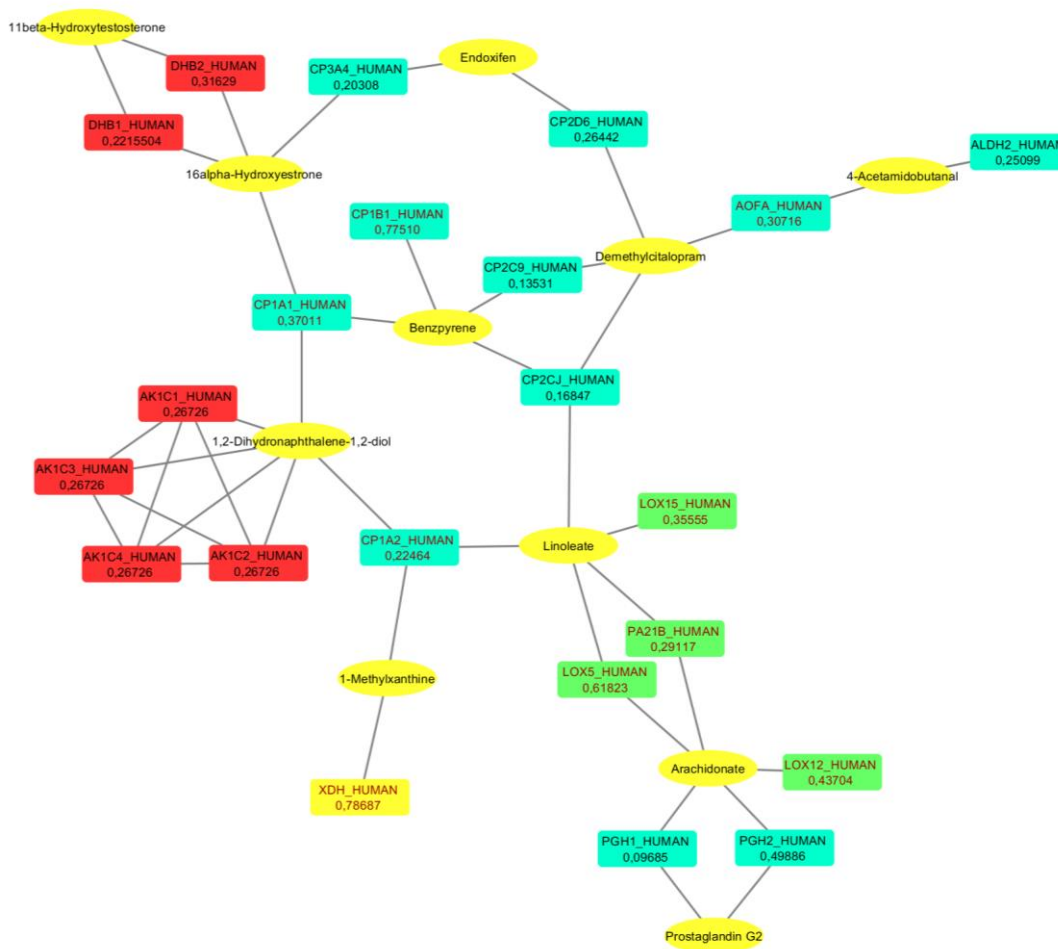 11beta-Hydroxytestosterone
DHB2_HUMAN
0,31629
CP3A4_HUMAN
0,20308
Endoxifen
DHB1_HUMAN
0,2215504
CP2D6_HUMAN
0,26442
ALDH2_HUMAN
0,25099
16alpha-Hydroxyestrone
4-Acetamidobutanal
CP1B1_HUMAN
0,77510
AOFA_HUMAN
0,30716
Demethylcitalopram
CP2C9_HUMAN
0,13531
CP1A1_HUMAN
0,37011
Benzpyrene
CP2CJ_HUMAN
0,16847
AK1C1_HUMAN
0,26726
1,2-Dihydronaphthalene-1,2-diol
AK1C3_HUMAN
0,26726
LOX15_HUMAN
0,35555
CP1A2_HUMAN
0,22464
Linoleate
AK1C4_HUMAN
0,26726
AK1C2_HUMAN
0,26726
PA21B_HUMAN
0,29117
LOX5_HUMAN
0,61823
1-Methylxanthine
Arachidonate
LOX12_HUMAN
0,43704
XDH_HUMAN
0,78687
PGH1_HUMAN
0,09685
PGH2_HUMAN
0,49886
Prostaglandin G2